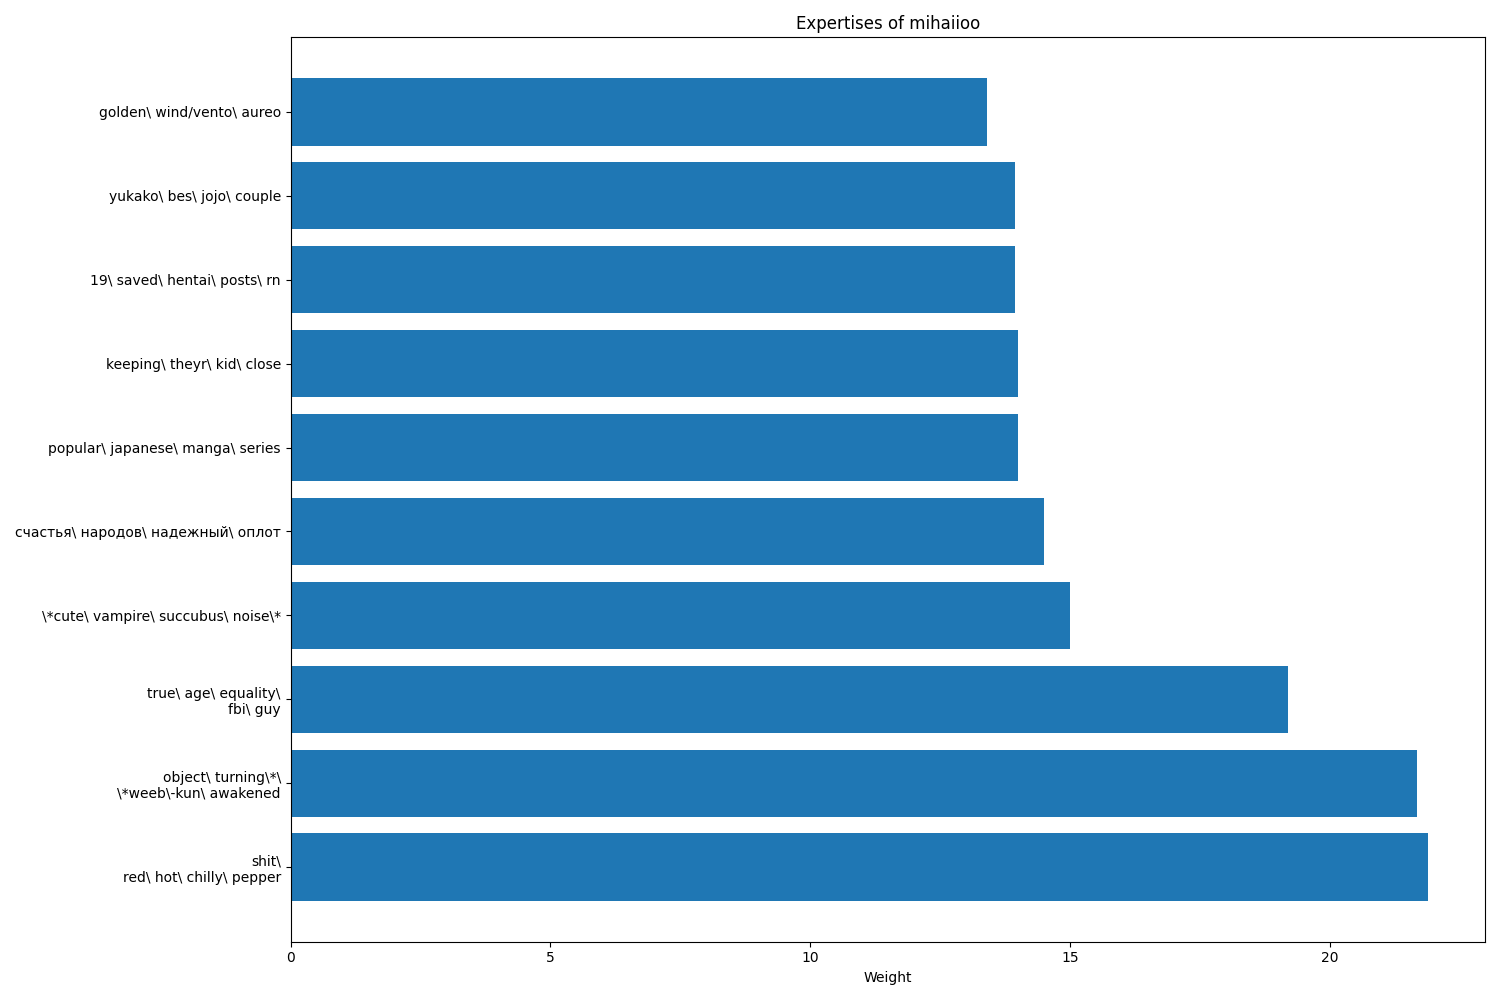 Expertises of mihaiioo
golden\ wind/vento\ aureo
yukako\ bes\ jojo\ couple
19\ saved\ hentai\ posts\ rn
keeping\ theyr\ kid\ close
popular\ japanese\ manga\ series
счастья\ народов\ надежный\ оплот
\*cute\ vampire\ succubus\ noise\*
true\ age\ equality\
fbi\ guy
object\ turning\*\
\*weeb\-kun\ awakened
shit\
red\ hot\ chilly\ pepper
0 5 10 15 20
Weight